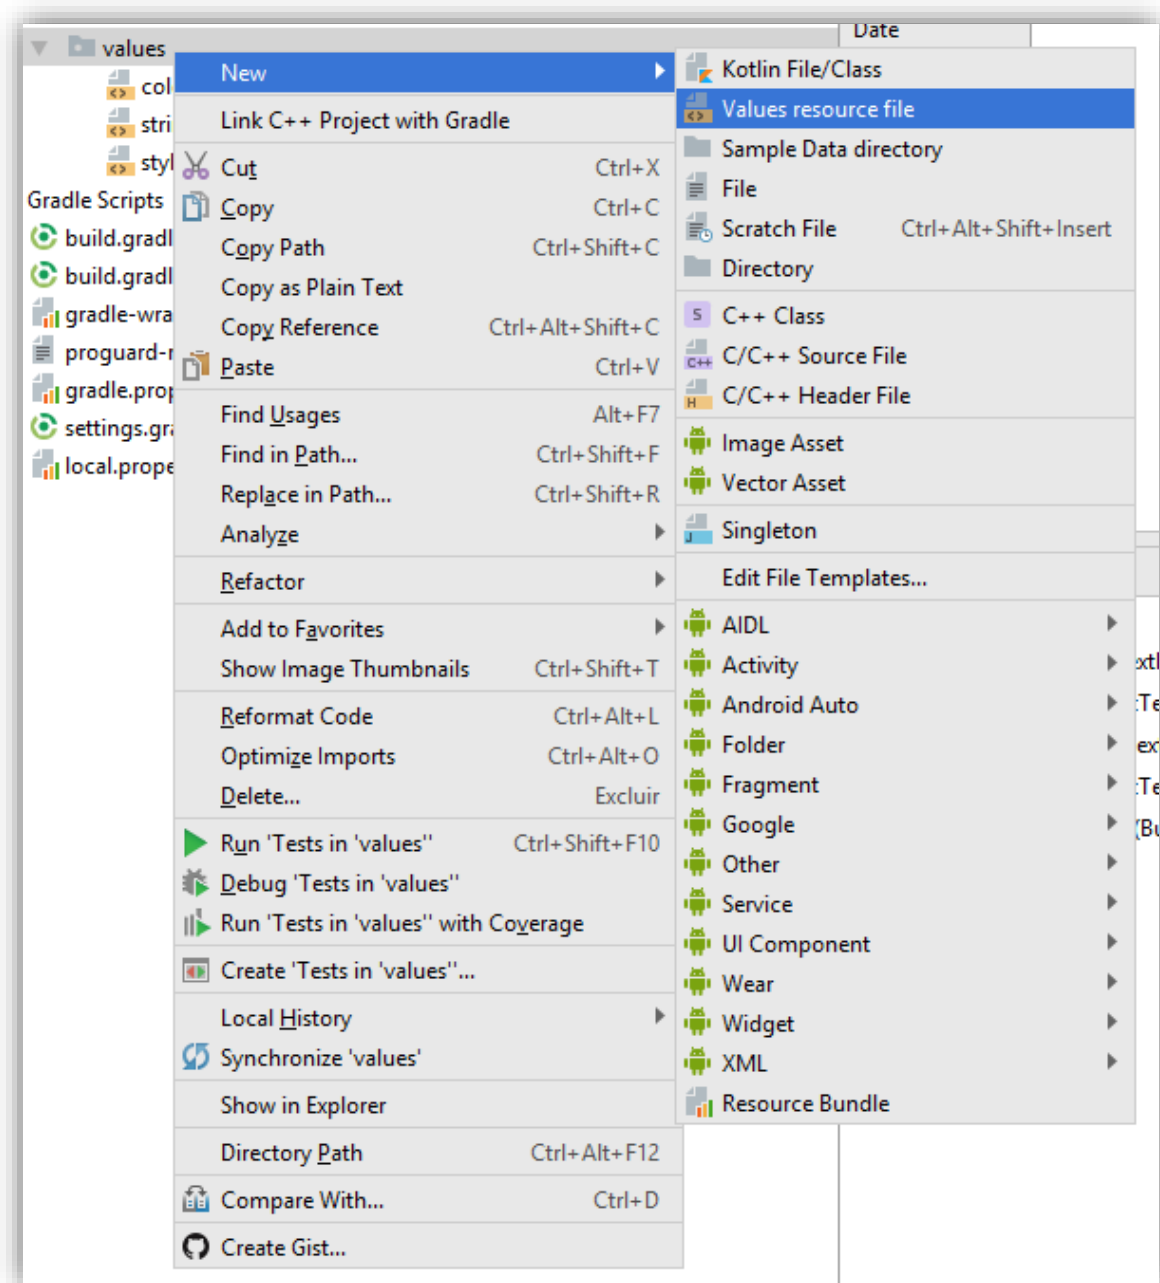 Date
values
New
Link C++ Project with Gradle
Cut Ctrl+X
Gradle Scripts
Copy Ctrl+C
Copy Path Ctrl+Shift+C
Copy as Plain Text
Copy Reference Ctrl+Alt+Shift+C
Paste Ctrl+V
Find Usages Alt+F7
Find in Path... Ctrl+Shift+F
Replace in Path... Ctrl+Shift+R
Analyze
Refactor
Add to Favorites
Show Image Thumbnails Ctrl+Shift+T
Reformat Code Ctrl+Alt+L
Optimize Imports Ctrl+Alt+O
Delete... Excluir
Run 'Tests in 'values'' Ctrl+Shift+F10
Debug 'Tests in 'values''
Run 'Tests in 'values'' with Coverage
Create 'Tests in 'values''...
Local History
Synchronize 'values'
Show in Explorer
Directory Path Ctrl+Alt+F12
Compare With... Ctrl+D
Create Gist...
Kotlin File/Class
Values resource file
Sample Data directory
File
Scratch File Ctrl+Alt+Shift+Insert
Directory
S C++ Class
C++ C/C++ Source File
H C/C++ Header File
Image Asset
Vector Asset
J Singleton
Edit File Templates...
AIDL
Activity
Android Auto
Folder
Fragment
Google
Other
Service
UI Component
Wear
Widget
XML
Resource Bundle